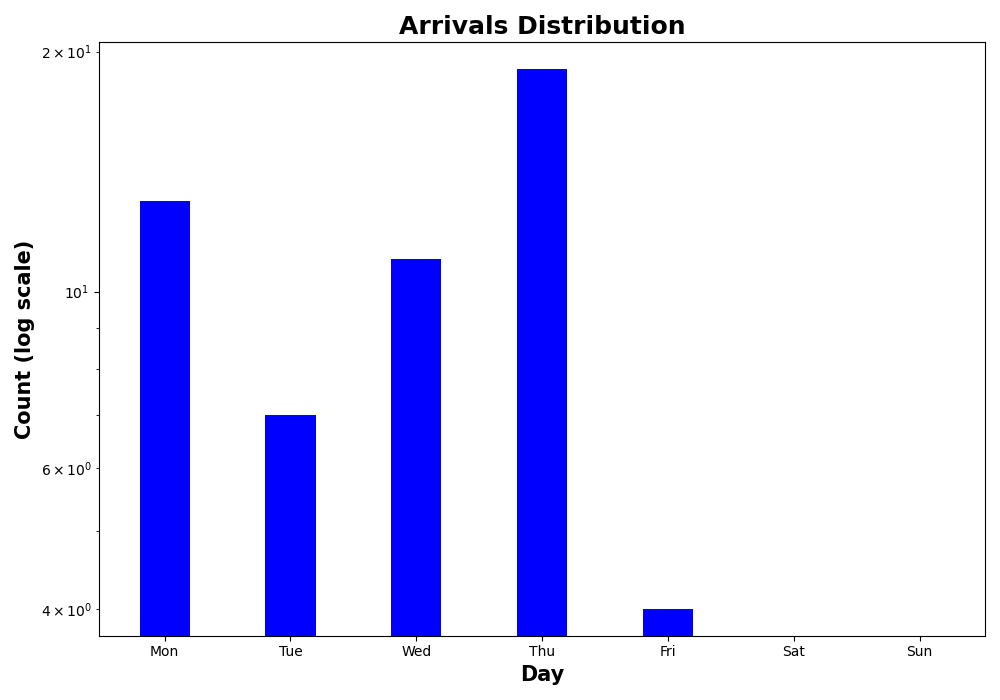 Arrivals Distribution
Count (log scale)
2 × 10¹
10¹
6 × 10⁰
4 × 10⁰
Mon Tue Wed Thu Fri Sat Sun
Day